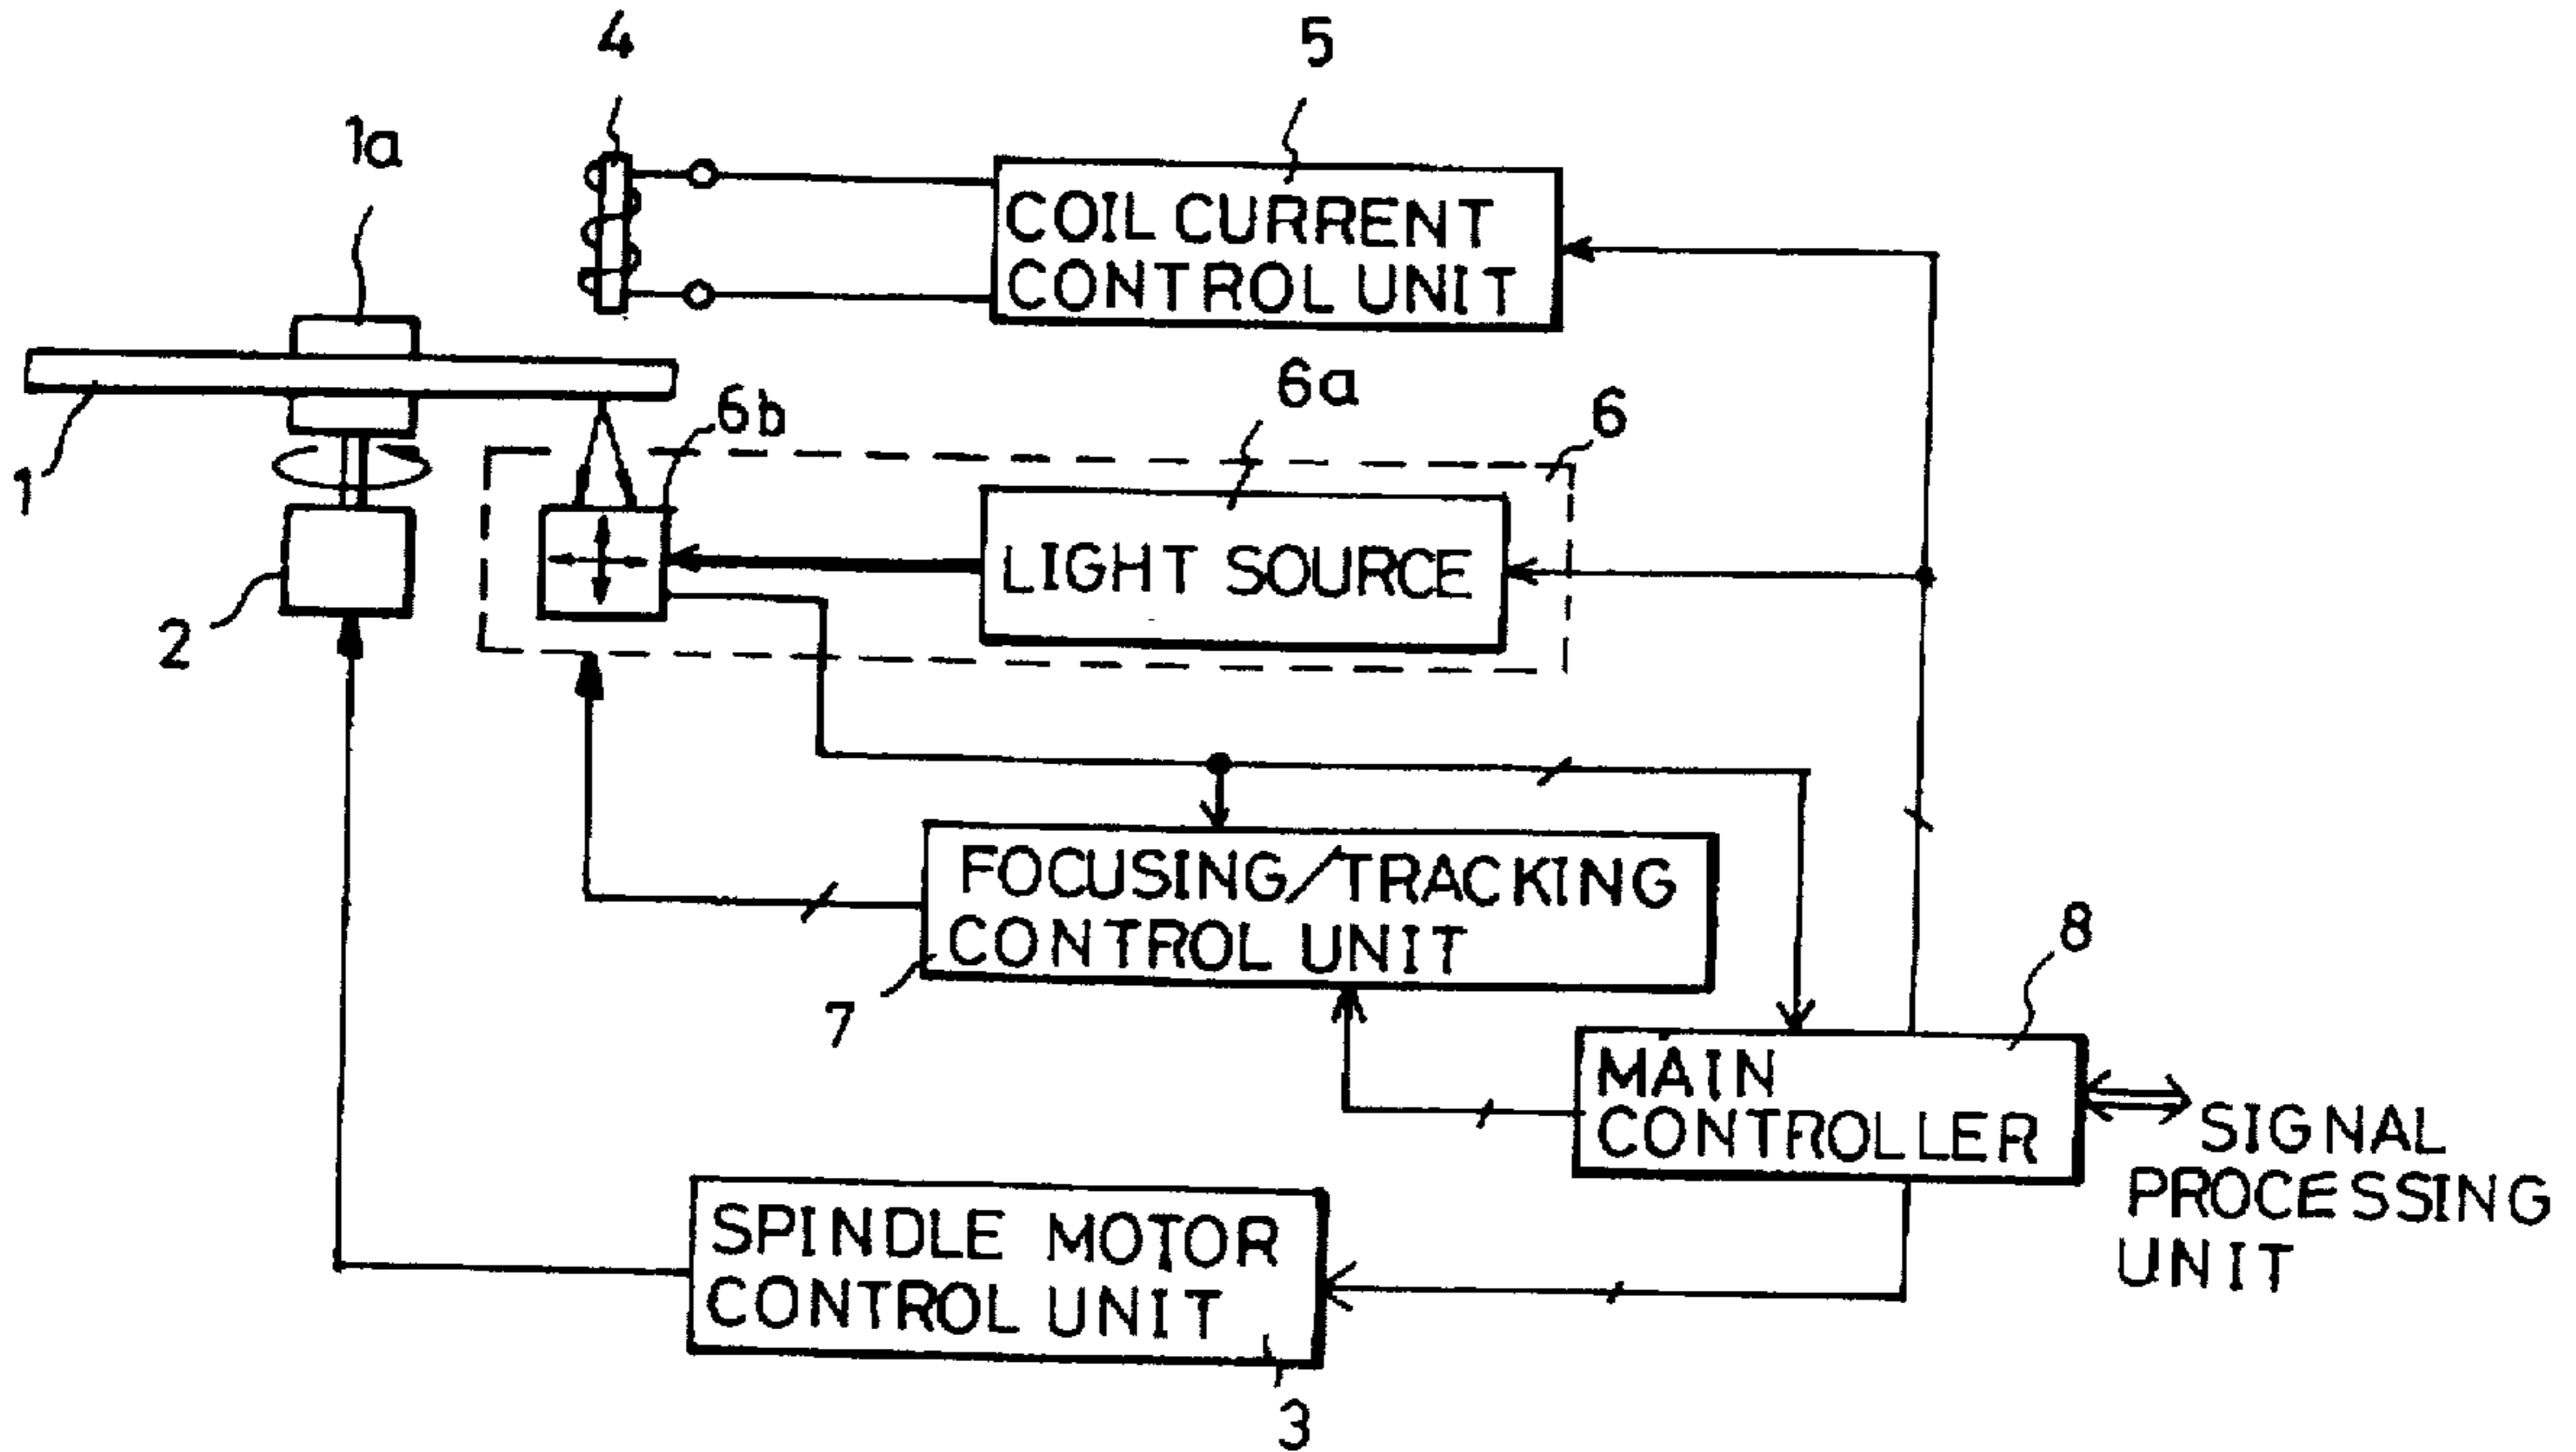 4
5
1a
COIL CURRENT
CONTROL UNIT
6a
6
6b
1
LIGHT SOURCE
2
FOCUSING/TRACKING
CONTROL UNIT
7
8
MAIN
CONTROLLER
SIGNAL
PROCESSING
UNIT
SPINDLE MOTOR
CONTROL UNIT
3